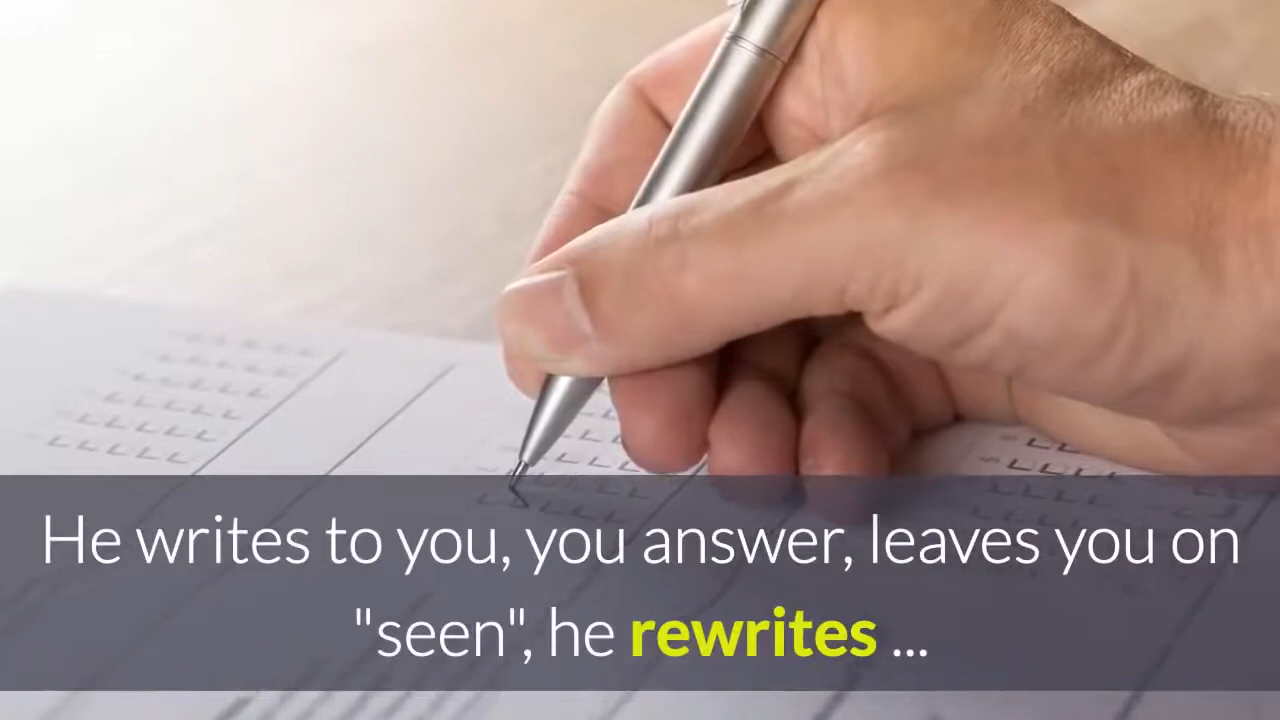 He writes to you, you answer, leaves you on
"seen", he rewrites ...